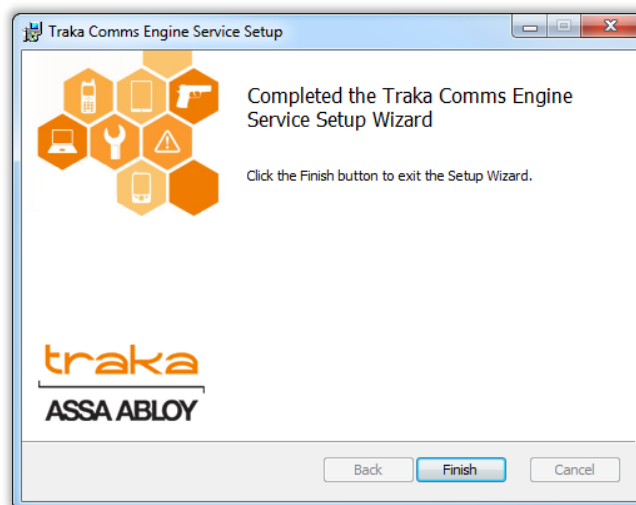 Traka Comms Engine Service Setup
Completed the Traka Comms Engine
Service Setup Wizard
Click the Finish button to exit the Setup Wizard.
traka
ASSA ABLOY
Back
Finish
Cancel